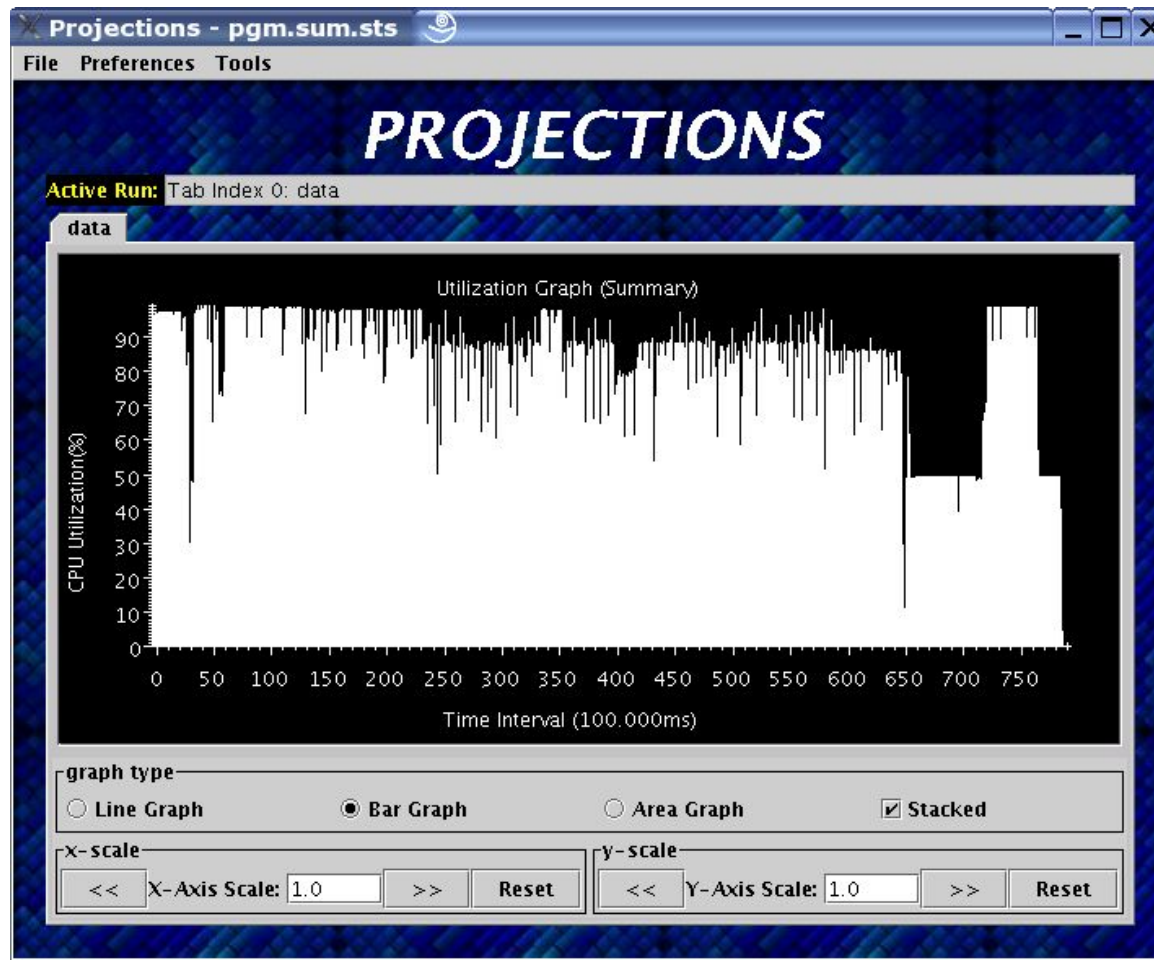 Projections - pgm.sum.sts
File Preferences Tools
PROJECTIONS
Active Run: Tab Index 0: data
data
Utilization Graph (Summary)
90
80
70
60
50
40
30
20
10
0
CPU Utilization(%)
0 50 100 150 200 250 300 350 400 450 500 550 600 650 700 750
Time Interval (100.000ms)
graph type
Line Graph Bar Graph Area Graph Stacked
x-scale y-scale
<< X-Axis Scale: 1.0 >> Reset << Y-Axis Scale: 1.0 >> Reset